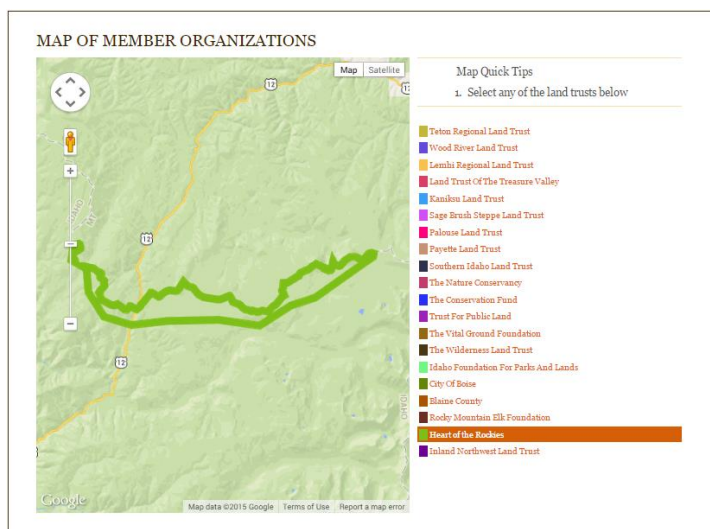 MAP OF MEMBER ORGANIZATIONS
Map Satellite
Map Quick Tips
1. Select any of the land trusts below
12
12
12
IDAHO
MT
IDAHO
Teton Regional Land Trust
Wood River Land Trust
Lemhi Regional Land Trust
Land Trust Of The Treasure Valley
Kaniksu Land Trust
Sage Brush Steppe Land Trust
Palouse Land Trust
Payette Land Trust
Southern Idaho Land Trust
The Nature Conservancy
The Conservation Fund
Trust For Public Land
The Vital Ground Foundation
The Wilderness Land Trust
Idaho Foundation For Parks And Lands
City Of Boise
Blaine County
Rocky Mountain Elk Foundation
Heart of the Rockies
Inland Northwest Land Trust
Google
Map data ©2015 Google Terms of Use Report a map error